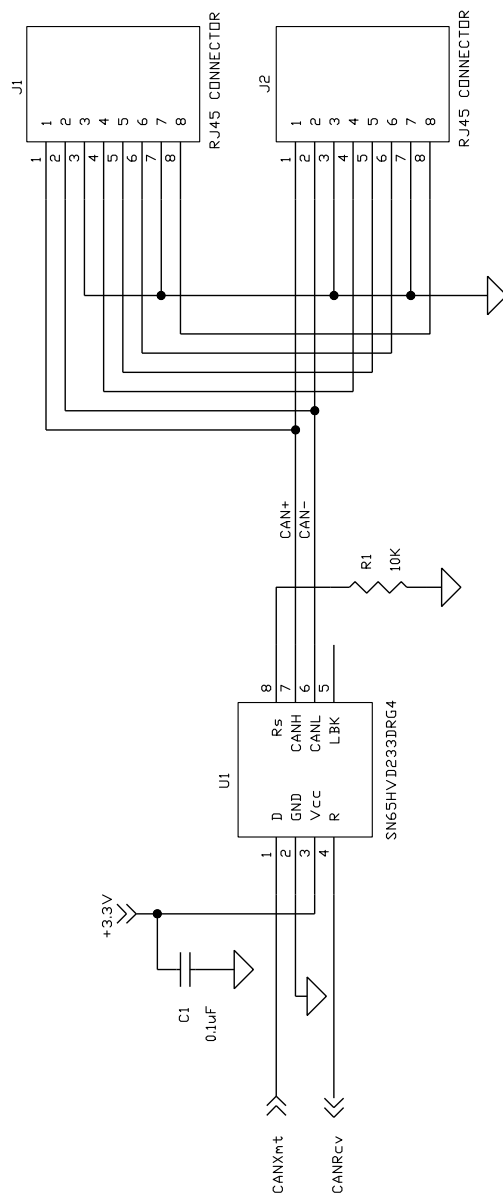 J1
1
2
3
4
5
6
7
8
1
2
3
4
5
6
7
8
RJ45 CONNECTOR
J2
1
2
3
4
5
6
7
8
1
2
3
4
5
6
7
8
RJ45 CONNECTOR
CAN+
CAN-
R1
10K
U1
D
GND
Vcc
R
Rs
CANH
CANL
LBK
1
2
3
4
8
7
6
5
SN65HVD233DRG4
+3.3V
C1
0.1uF
CANXmt
CANRcv